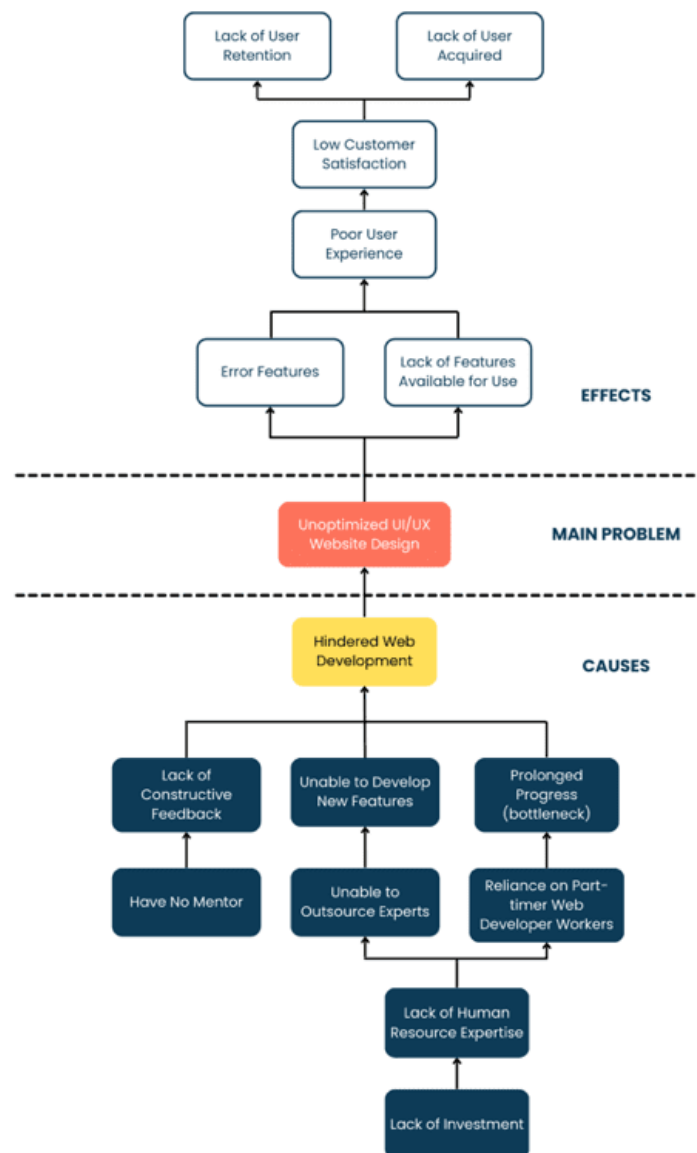 Lack of User
Retention
Lack of User
Acquired
Low Customer
Satisfaction
Poor User
Experience
Error Features
Lack of Features
Available for Use
EFFECTS
Unoptimized UI/UX
Website Design
MAIN PROBLEM
Hindered Web
Development
CAUSES
Lack of
Constructive
Feedback
Unable to Develop
New Features
Prolonged
Progress
(bottleneck)
Have No Mentor
Unable to
Outsource Experts
Reliance on Part-
timer Web
Developer Workers
Lack of Human
Resource Expertise
Lack of Investment